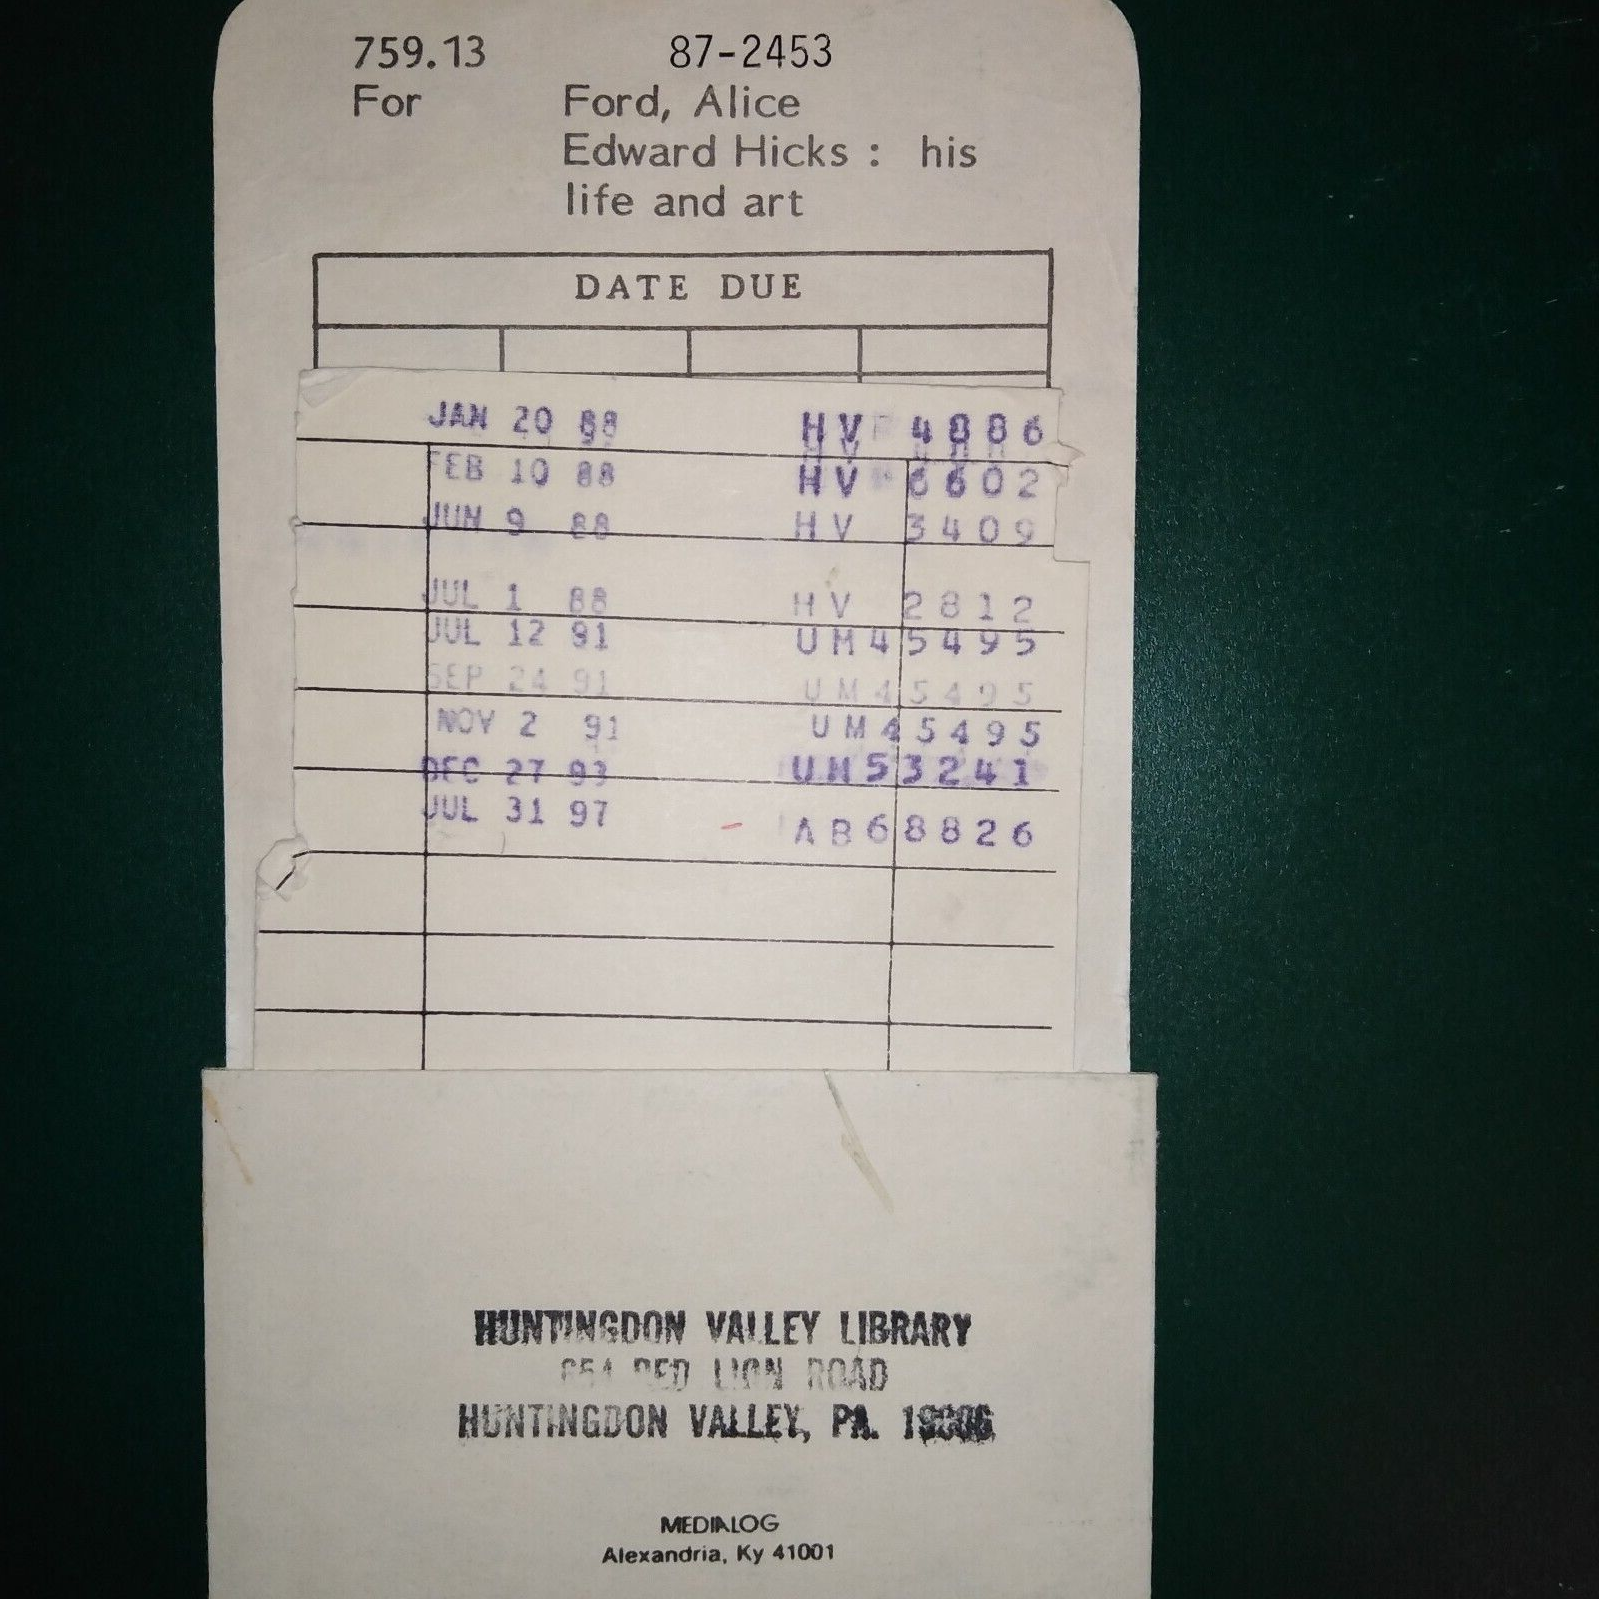 759.13 87-2453
For Ford, Alice
Edward Hicks : his
life and art
DATE DUE
JAN 20 88 HV 4886
FEB 10 88 HV 6602
JUN 9 88 HV 3409
JUL 1 88 HV 2812
JUL 12 91 UM45495
SEP 24 91 UM45495
NOV 2 91 UM45495
DEC 27 93 UM53241
JUL 31 97 AB68826
HUNTINGDON VALLEY LIBRARY
RED LION ROAD
HUNTINGDON VALLEY, PA.
MEDIALOG
Alexandria, Ky 41001